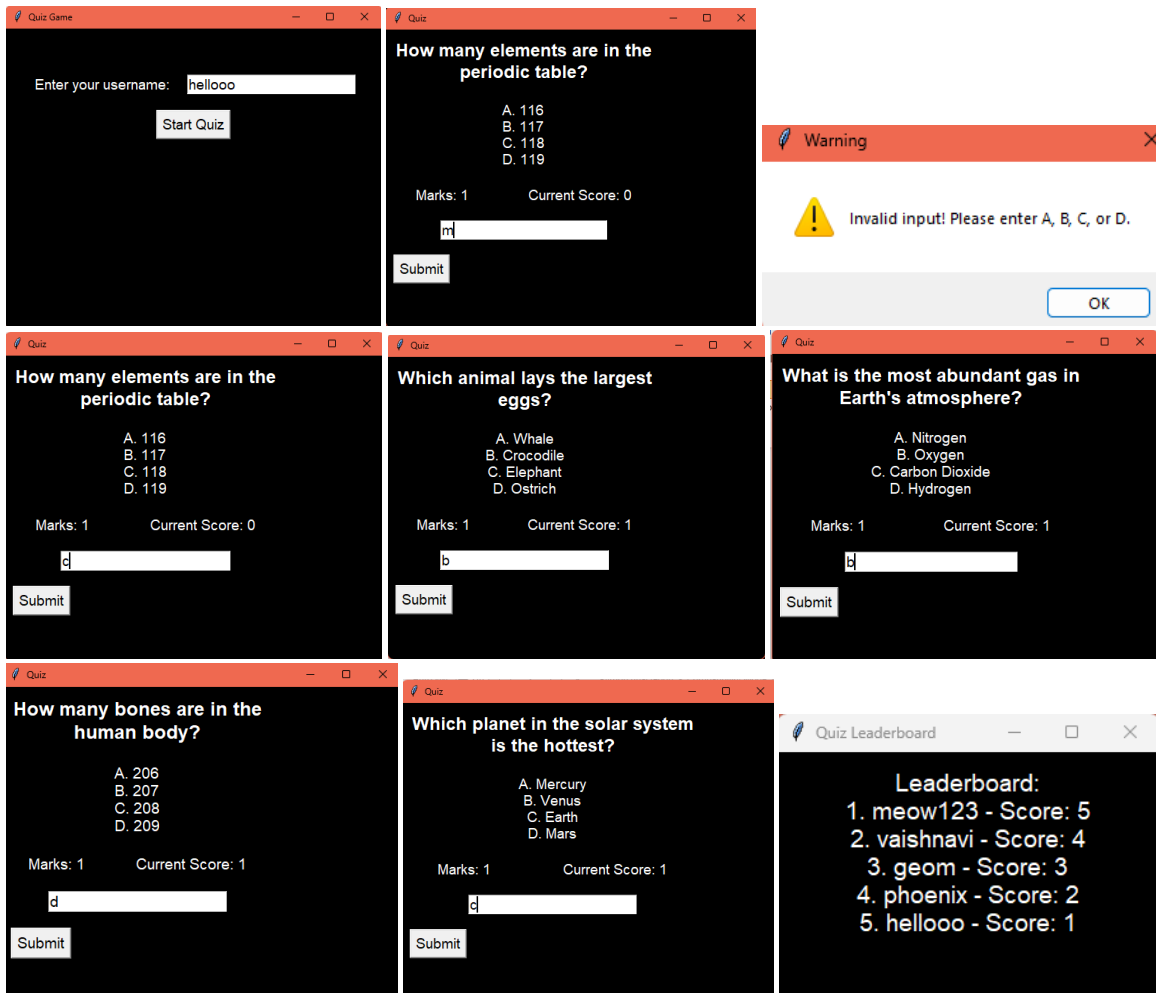 Quiz Game
Enter your username: hellooo
Start Quiz
Quiz
How many elements are in the
periodic table?
A. 116
B. 117
C. 118
D. 119
Marks: 1 Current Score: 0
m
Submit
Warning
Invalid input! Please enter A, B, C, or D.
OK
Quiz
How many elements are in the
periodic table?
A. 116
B. 117
C. 118
D. 119
Marks: 1 Current Score: 0
c
Submit
Quiz
Which animal lays the largest
eggs?
A. Whale
B. Crocodile
C. Elephant
D. Ostrich
Marks: 1 Current Score: 1
b
Submit
Quiz
What is the most abundant gas in
Earth's atmosphere?
A. Nitrogen
B. Oxygen
C. Carbon Dioxide
D. Hydrogen
Marks: 1 Current Score: 1
b
Submit
Quiz
How many bones are in the
human body?
A. 206
B. 207
C. 208
D. 209
Marks: 1 Current Score: 1
d
Submit
Quiz
Which planet in the solar system
is the hottest?
A. Mercury
B. Venus
C. Earth
D. Mars
Marks: 1 Current Score: 1
c
Submit
Quiz Leaderboard
Leaderboard:
1. meow123 - Score: 5
2. vaishnavi - Score: 4
3. geom - Score: 3
4. phoenix - Score: 2
5. hellooo - Score: 1